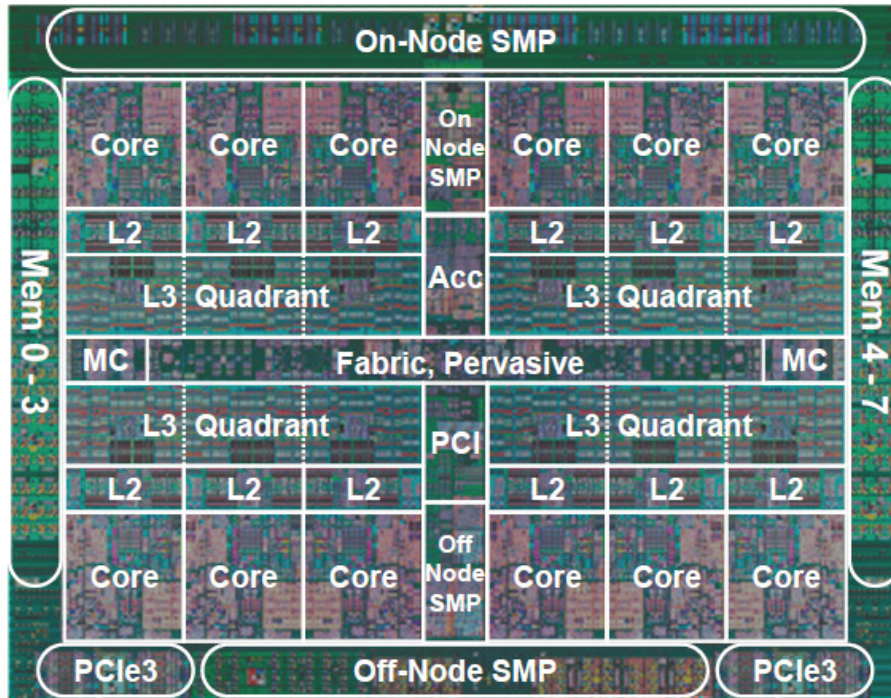 On-Node SMP
Mem 0 - 3
Core Core Core
On
Node
SMP
Core Core Core
Mem 4 - 7
L2 L2 L2
L2 L2 L2
L3 Quadrant
Acc
L3 Quadrant
MC
Fabric, Pervasive
MC
L3 Quadrant
PCI
L3 Quadrant
L2 L2 L2
L2 L2 L2
Core Core Core
Off
Node
SMP
Core Core Core
PCIe3
Off-Node SMP
PCIe3